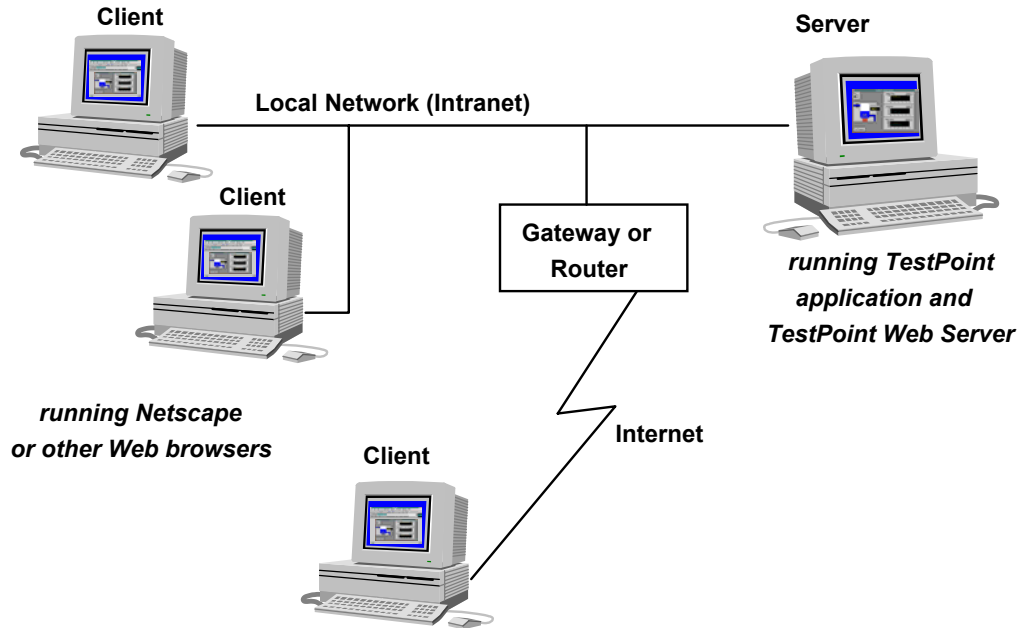 Client
Server
Local Network (Intranet)
Client
Gateway or
Router
running TestPoint
application and
TestPoint Web Server
running Netscape
or other Web browsers
Internet
Client